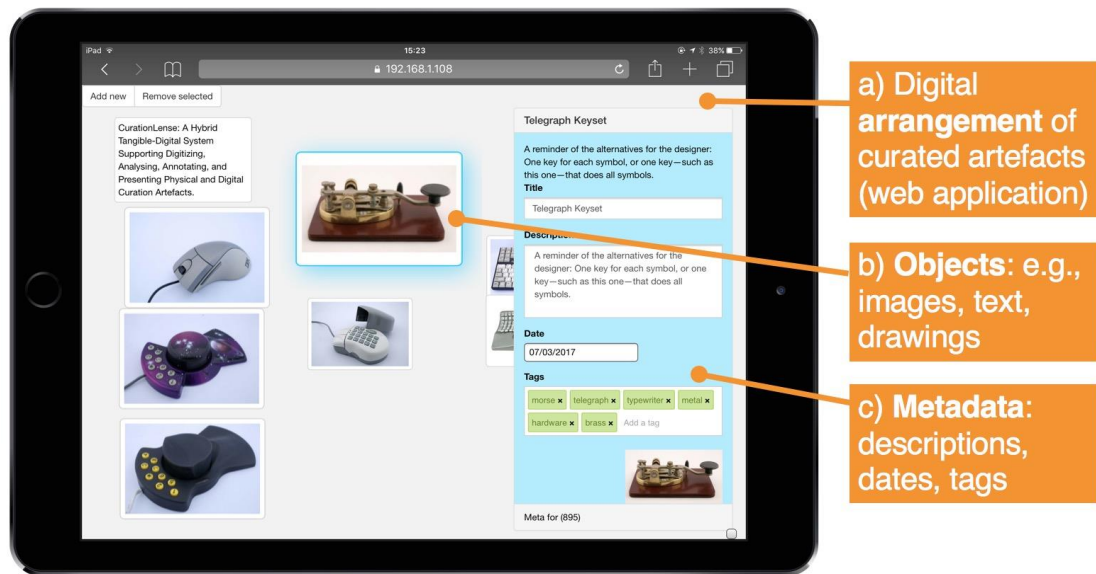 iPad
15:23
38%
192.168.1.108
Add new
Remove selected
CurationLense: A Hybrid
Tangible-Digital System
Supporting Digitizing,
Analysing, Annotating, and
Presenting Physical and Digital
Curation Artefacts.
Telegraph Keyset
A reminder of the alternatives for the designer:
One key for each symbol, or one key—such as
this one—that does all symbols.
Title
Telegraph Keyset
Description
A reminder of the alternatives for the
designer: One key for each symbol, or one
key—such as this one—that does all
symbols.
Date
07/03/2017
Tags
morse × telegraph × typewriter × metal ×
hardware × brass × Add a tag
Meta for (895)
a) Digital
arrangement of
curated artefacts
(web application)
b) Objects: e.g.,
images, text,
drawings
c) Metadata:
descriptions,
dates, tags